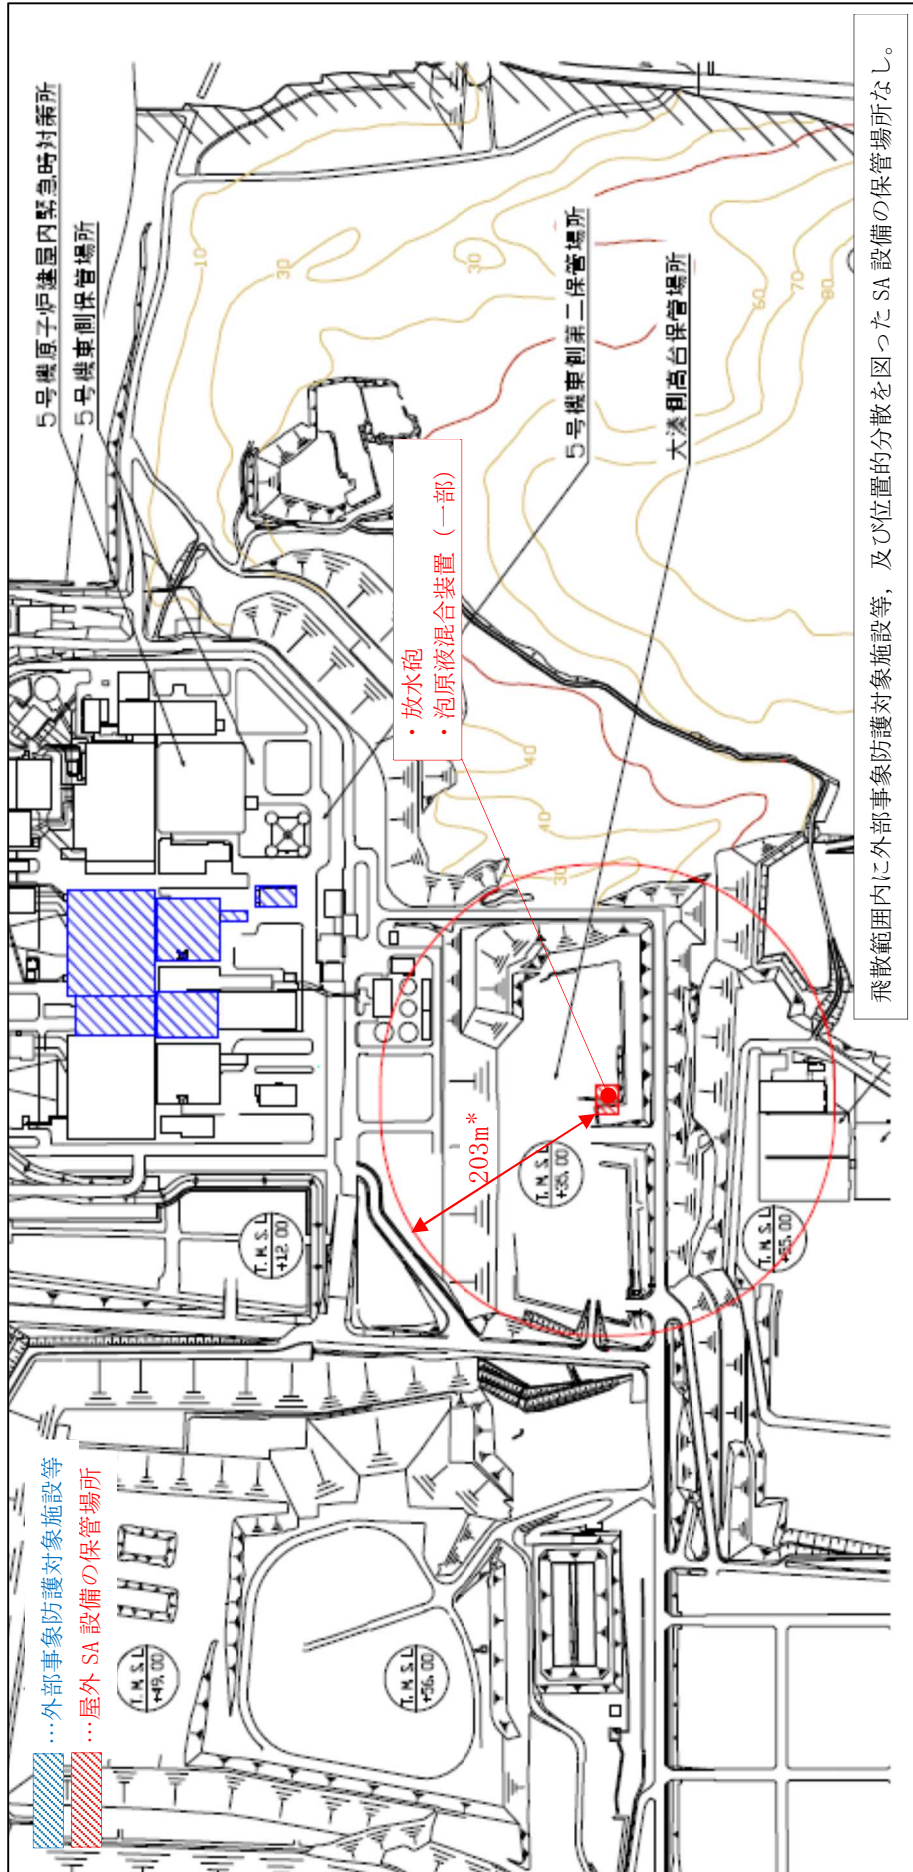 …外部事象防護対象施設等
…屋外 SA 設備の保管場所
5号機原子炉建屋内緊急時対策所
5号機東側保管場所
5号機東側第二保管場所
大湊側高台保管場所
・放水砲
・泡原液混合装置（一部）
203m*
T.M.S.L
+49.00
T.M.S.L
+56.00
T.M.S.L
+12.00
T.M.S.L
+35.00
T.M.S.L
+55.00
10
30
30
40
40
30
60
70
80
飛散範囲内に外部事象防護対象施設等，及び位置的分散を図った SA 設備の保管場所なし。